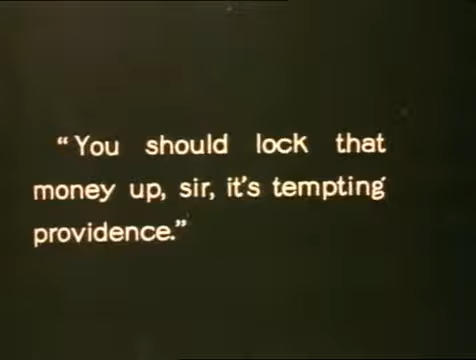 “You should lock that
money up, sir, it’s tempting
providence.”